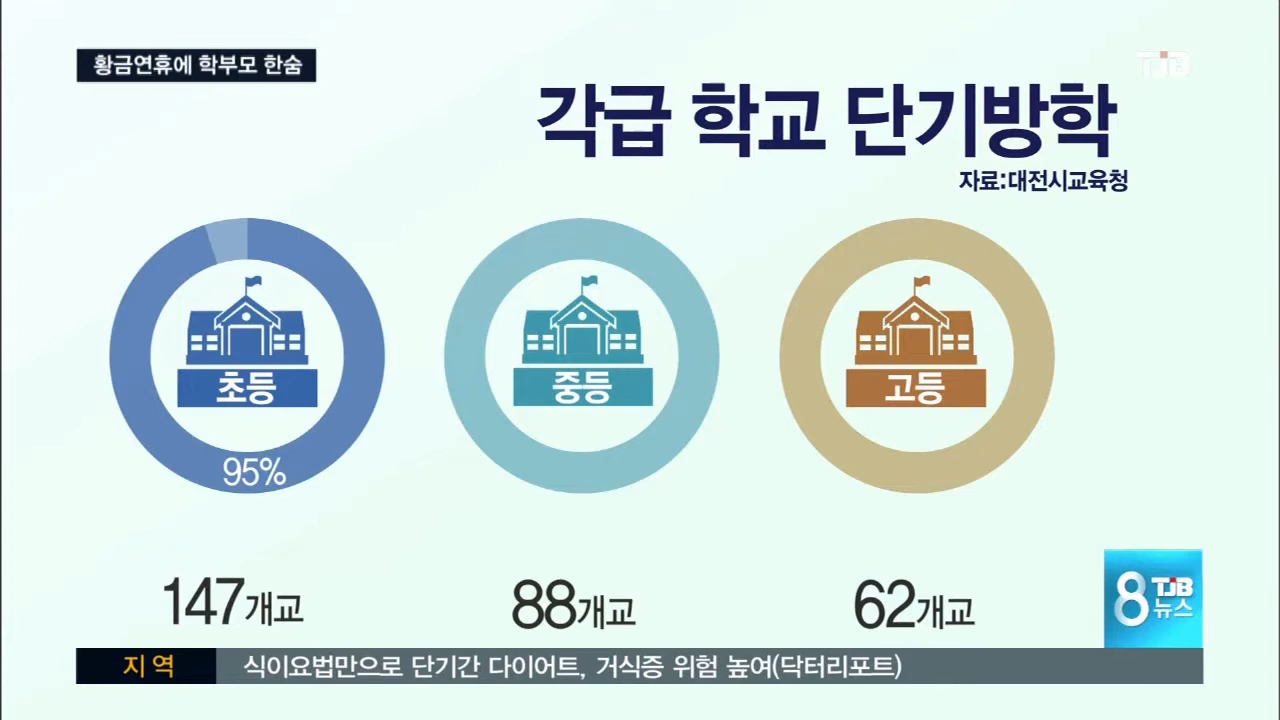 황금연휴에 학부모 한숨
TJB
각급 학교 단기방학
자료:대전시교육청
초등
중등
고등
95%
147개교
88개교
62개교
8 TJB 뉴스
지역
식이요법만으로 단기간 다이어트, 거식증 위험 높여(닥터리포트)